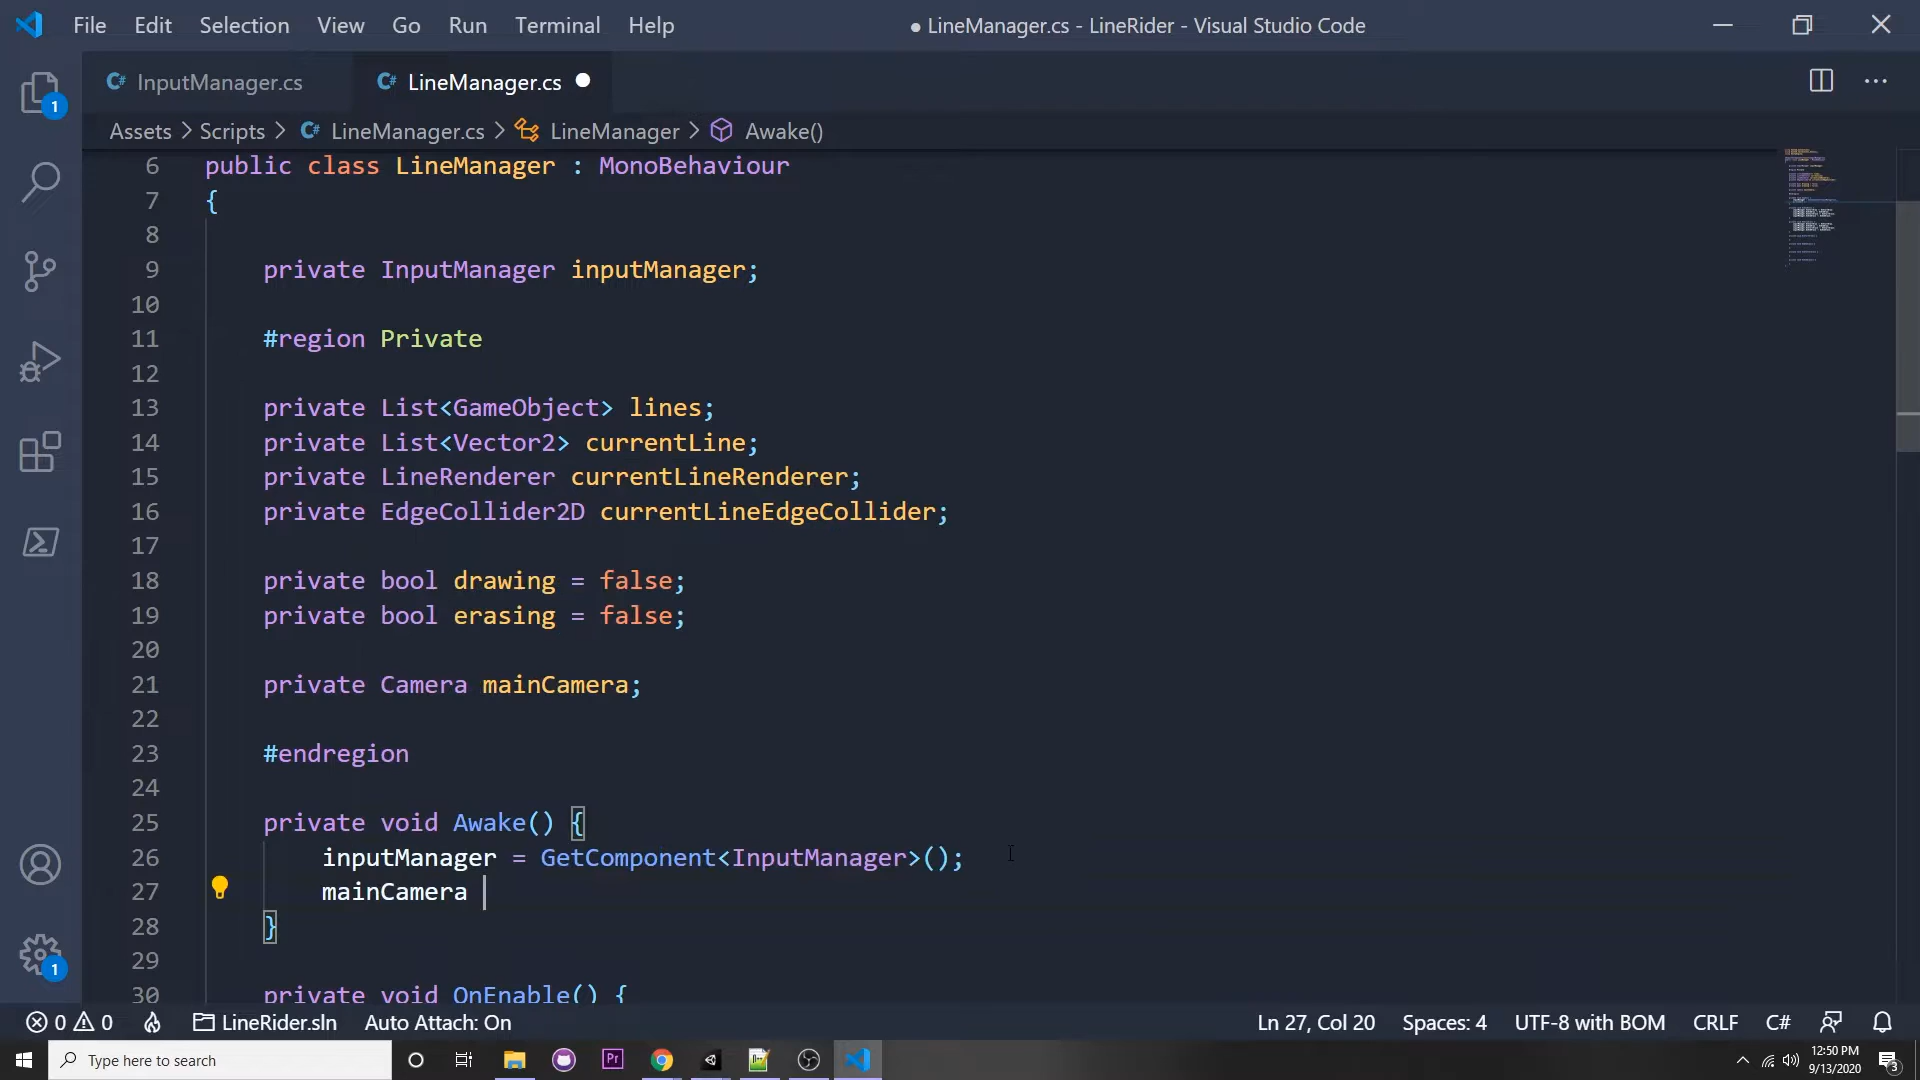 File Edit Selection View Go Run Terminal Help ● LineManager.cs - LineRider - Visual Studio Code
InputManager.cs LineManager.cs ●
Assets > Scripts > LineManager.cs > LineManager > Awake()
6 public class LineManager : MonoBehaviour
7 {
8
9 private InputManager inputManager;
10
11 #region Private
12
13 private List<GameObject> lines;
14 private List<Vector2> currentLine;
15 private LineRenderer currentLineRenderer;
16 private EdgeCollider2D currentLineEdgeCollider;
17
18 private bool drawing = false;
19 private bool erasing = false;
20
21 private Camera mainCamera;
22
23 #endregion
24
25 private void Awake() {
26 inputManager = GetComponent<InputManager>();
27 mainCamera
28 }
29
30 private void OnEnable() {
1
1
0 0 LineRider.sln Auto Attach: On Ln 27, Col 20 Spaces: 4 UTF-8 with BOM CRLF C#
Type here to search
Pr
12:50 PM
9/13/2020
3